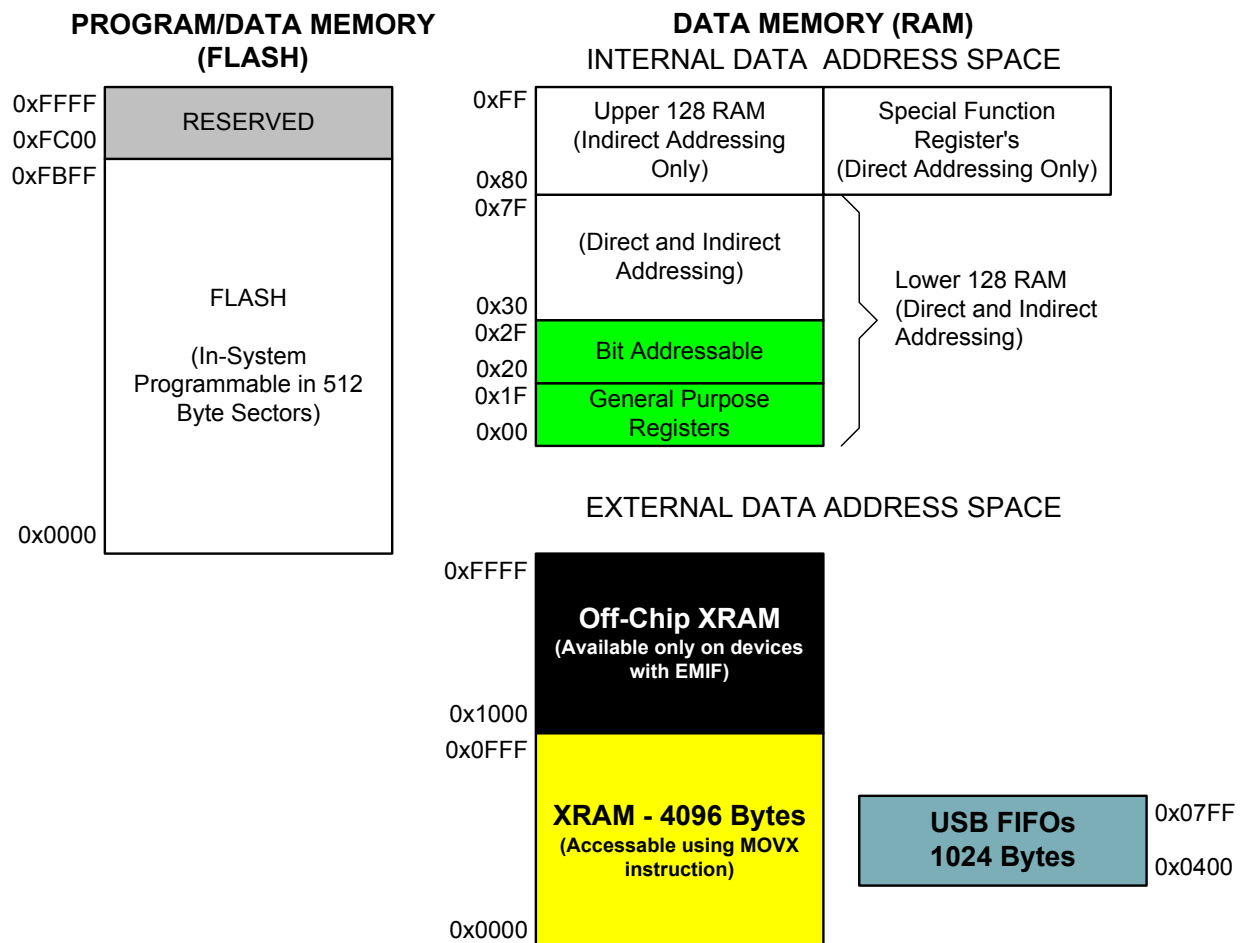 PROGRAM/DATA MEMORY
(FLASH)
0xFFFF
RESERVED
0xFC00
0xFBFF
FLASH
(In-System
Programmable in 512
Byte Sectors)
0x0000
DATA MEMORY (RAM)
INTERNAL DATA ADDRESS SPACE
0xFF
Upper 128 RAM
(Indirect Addressing
Only)
0x80
Special Function
Register's
(Direct Addressing Only)
0x7F
(Direct and Indirect
Addressing)
0x30
Lower 128 RAM
(Direct and Indirect
Addressing)
0x2F
Bit Addressable
0x20
0x1F
General Purpose
Registers
0x00
EXTERNAL DATA ADDRESS SPACE
0xFFFF
Off-Chip XRAM
(Available only on devices
with EMIF)
0x1000
0x0FFF
XRAM - 4096 Bytes
(Accessable using MOVX
instruction)
0x0000
USB FIFOs
1024 Bytes
0x07FF
0x0400